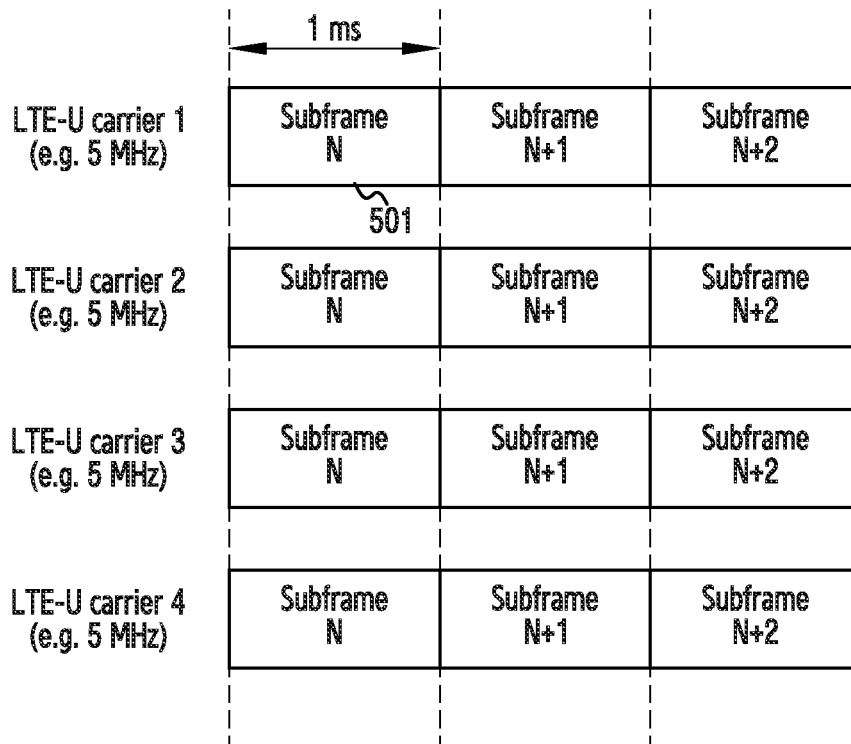 1 ms
LTE-U carrier 1
(e.g. 5 MHz)
Subframe
N
Subframe
N+1
Subframe
N+2
501
LTE-U carrier 2
(e.g. 5 MHz)
Subframe
N
Subframe
N+1
Subframe
N+2
LTE-U carrier 3
(e.g. 5 MHz)
Subframe
N
Subframe
N+1
Subframe
N+2
LTE-U carrier 4
(e.g. 5 MHz)
Subframe
N
Subframe
N+1
Subframe
N+2